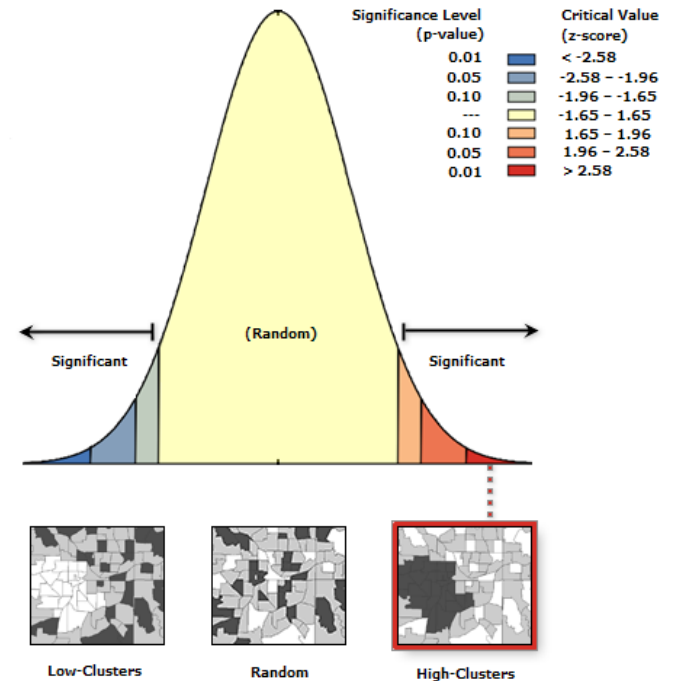 Significance Level
(p-value)
Critical Value
(z-score)
0.01 < -2.58
0.05 -2.58 – -1.96
0.10 -1.96 – -1.65
--- -1.65 – 1.65
0.10 1.65 – 1.96
0.05 1.96 – 2.58
0.01 > 2.58
(Random)
Significant
Significant
Low-Clusters
Random
High-Clusters